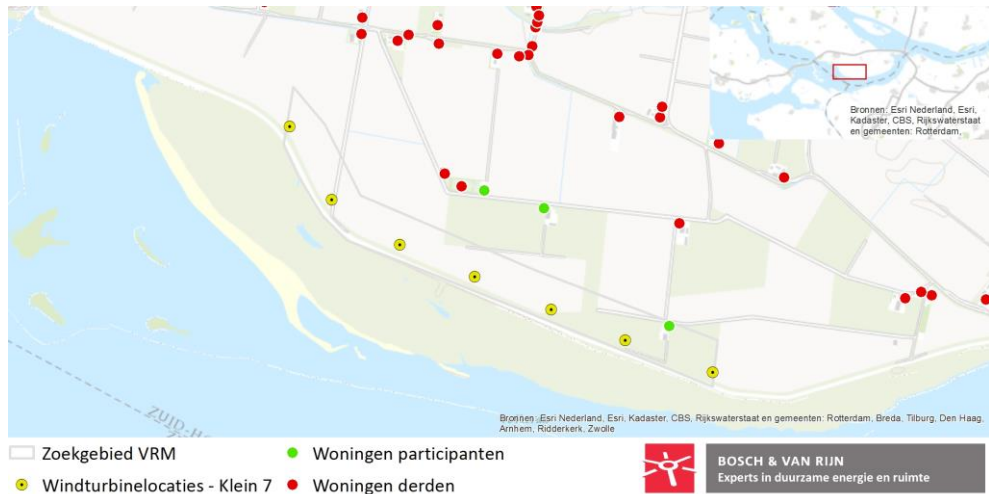 Bronnen: Esri Nederland, Esri,
Kadaster, CBS, Rijkswaterstaat
en gemeenten: Rotterdam,
ZUID-H
Bronnen: Esri Nederland, Esri, Kadaster, CBS, Rijkswaterstaat en gemeenten: Rotterdam, Breda, Tilburg, Den Haag,
Arnhem, Ridderkerk, Zwolle
Zoekgebied VRM
Woningen participanten
Windturbinelocaties - Klein 7
Woningen derden
BOSCH & VAN RIJN
Experts in duurzame energie en ruimte